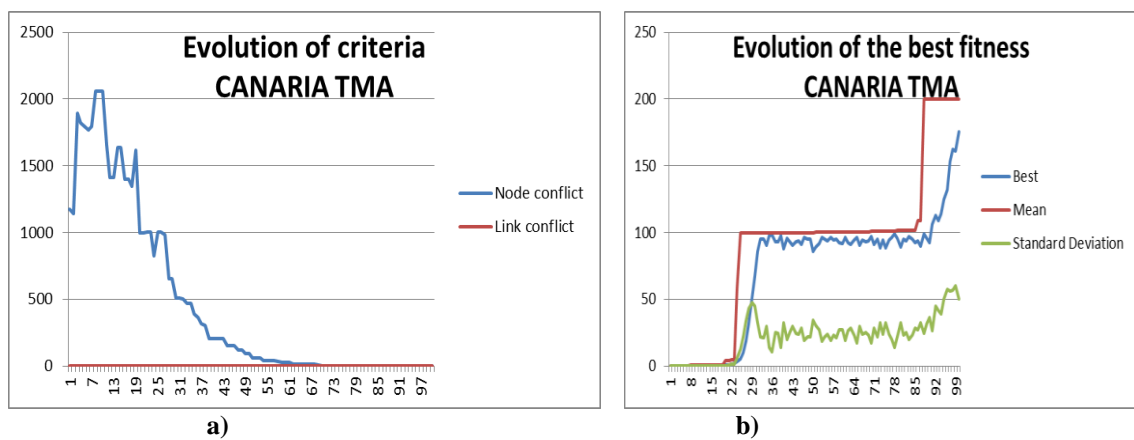 Evolution of criteria
CANARIA TMA
2500
2000
1500
1000
500
0
1 7 13 19 25 31 37 43 49 55 61 67 73 79 85 91 97
Node conflict
Link conflict
a)
Evolution of the best fitness
CANARIA TMA
250
200
150
100
50
0
1 8 15 22 29 36 43 50 57 64 71 78 85 92 99
Best
Mean
Standard Deviation
b)